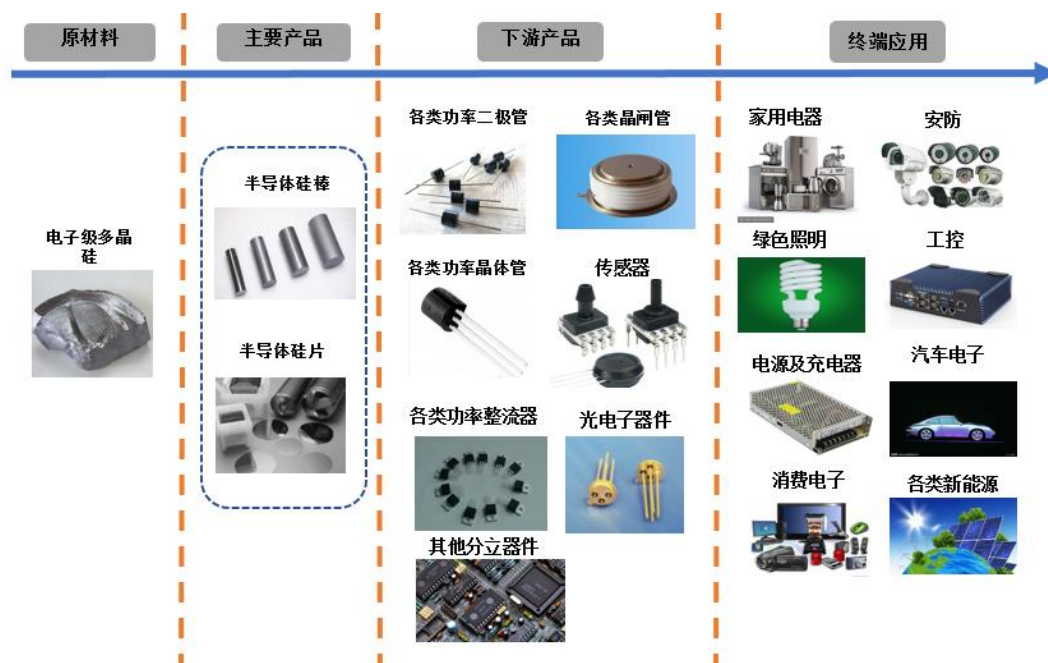 原材料
主要产品
下游产品
终端应用
电子级多晶
硅
半导体硅棒
半导体硅片
各类功率二极管
各类晶闸管
各类功率晶体管
传感器
各类功率整流器
光电子器件
其他分立器件
家用电器
安防
绿色照明
工控
电源及充电器
汽车电子
消费电子
各类新能源